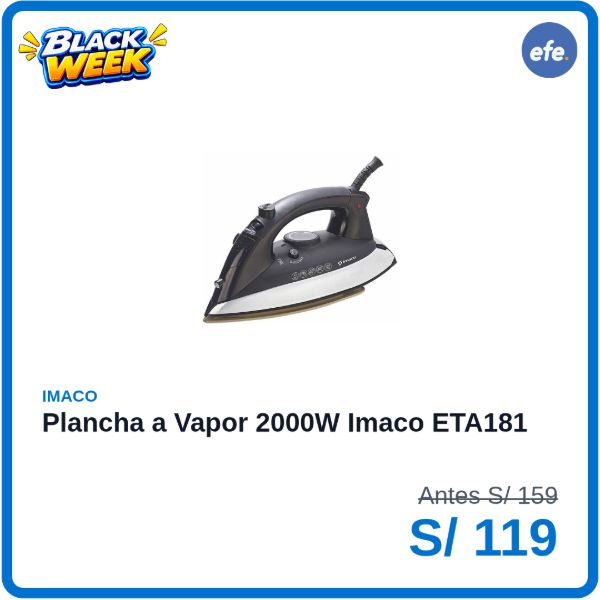 BLACK
WEEK
efe.
IMACO
Plancha a Vapor 2000W Imaco ETA181
Antes S/ 159
S/ 119